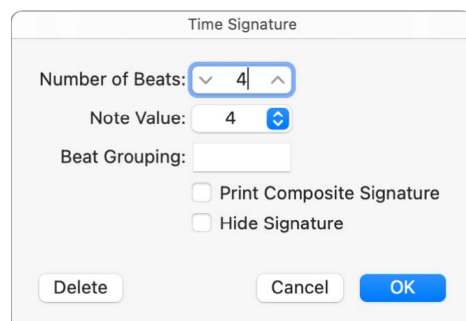 Time Signature
Number of Beats: 4
Note Value: 4
Beat Grouping:
Print Composite Signature
Hide Signature
Delete Cancel OK